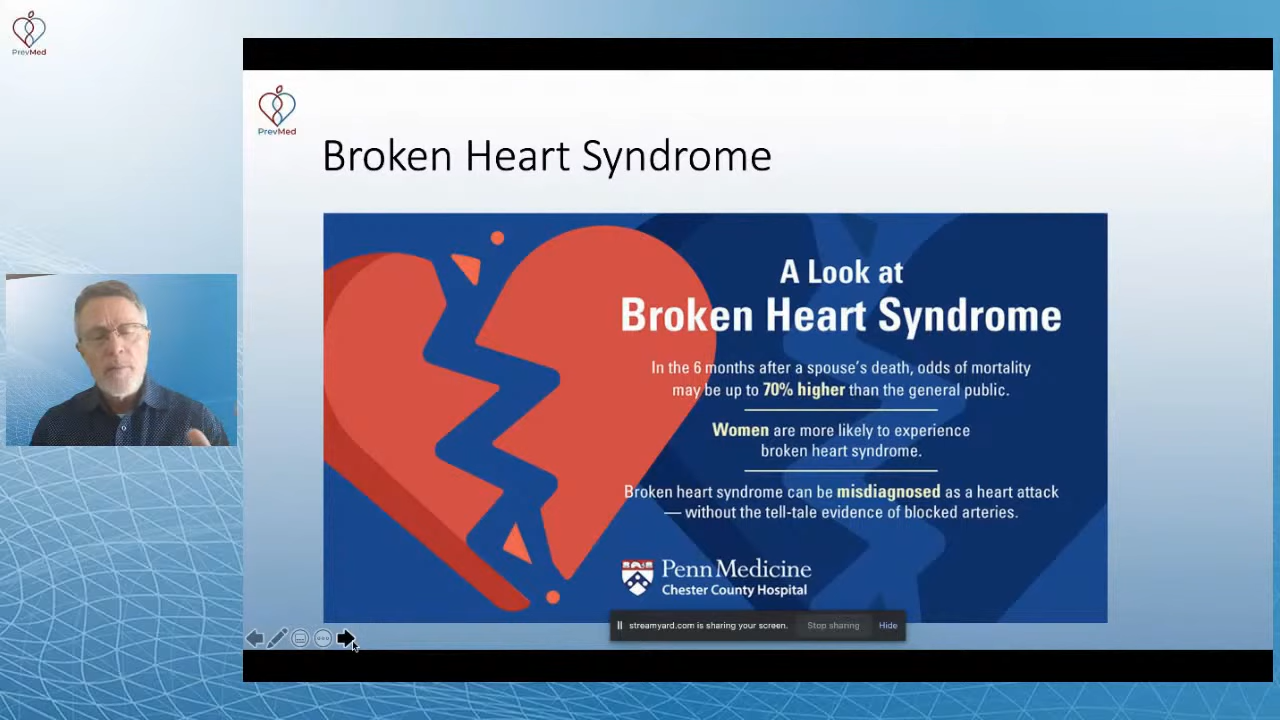 PrevMed
PrevMed
Broken Heart Syndrome
A Look at
Broken Heart Syndrome
In the 6 months after a spouse's death, odds of mortality
may be up to 70% higher than the general public.
Women are more likely to experience
broken heart syndrome.
Broken heart syndrome can be misdiagnosed as a heart attack
— without the tell-tale evidence of blocked arteries.
Penn Medicine
Chester County Hospital
streamyard.com is sharing your screen. Stop sharing Hide